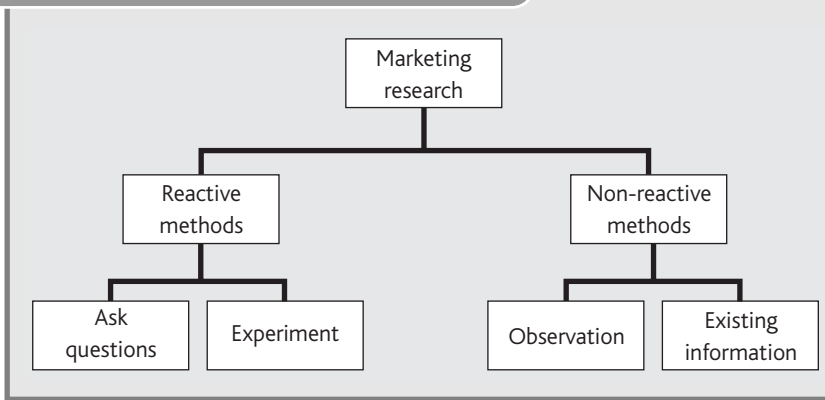 Marketing
research
Reactive
methods
Non-reactive
methods
Ask
questions
Experiment
Observation
Existing
information